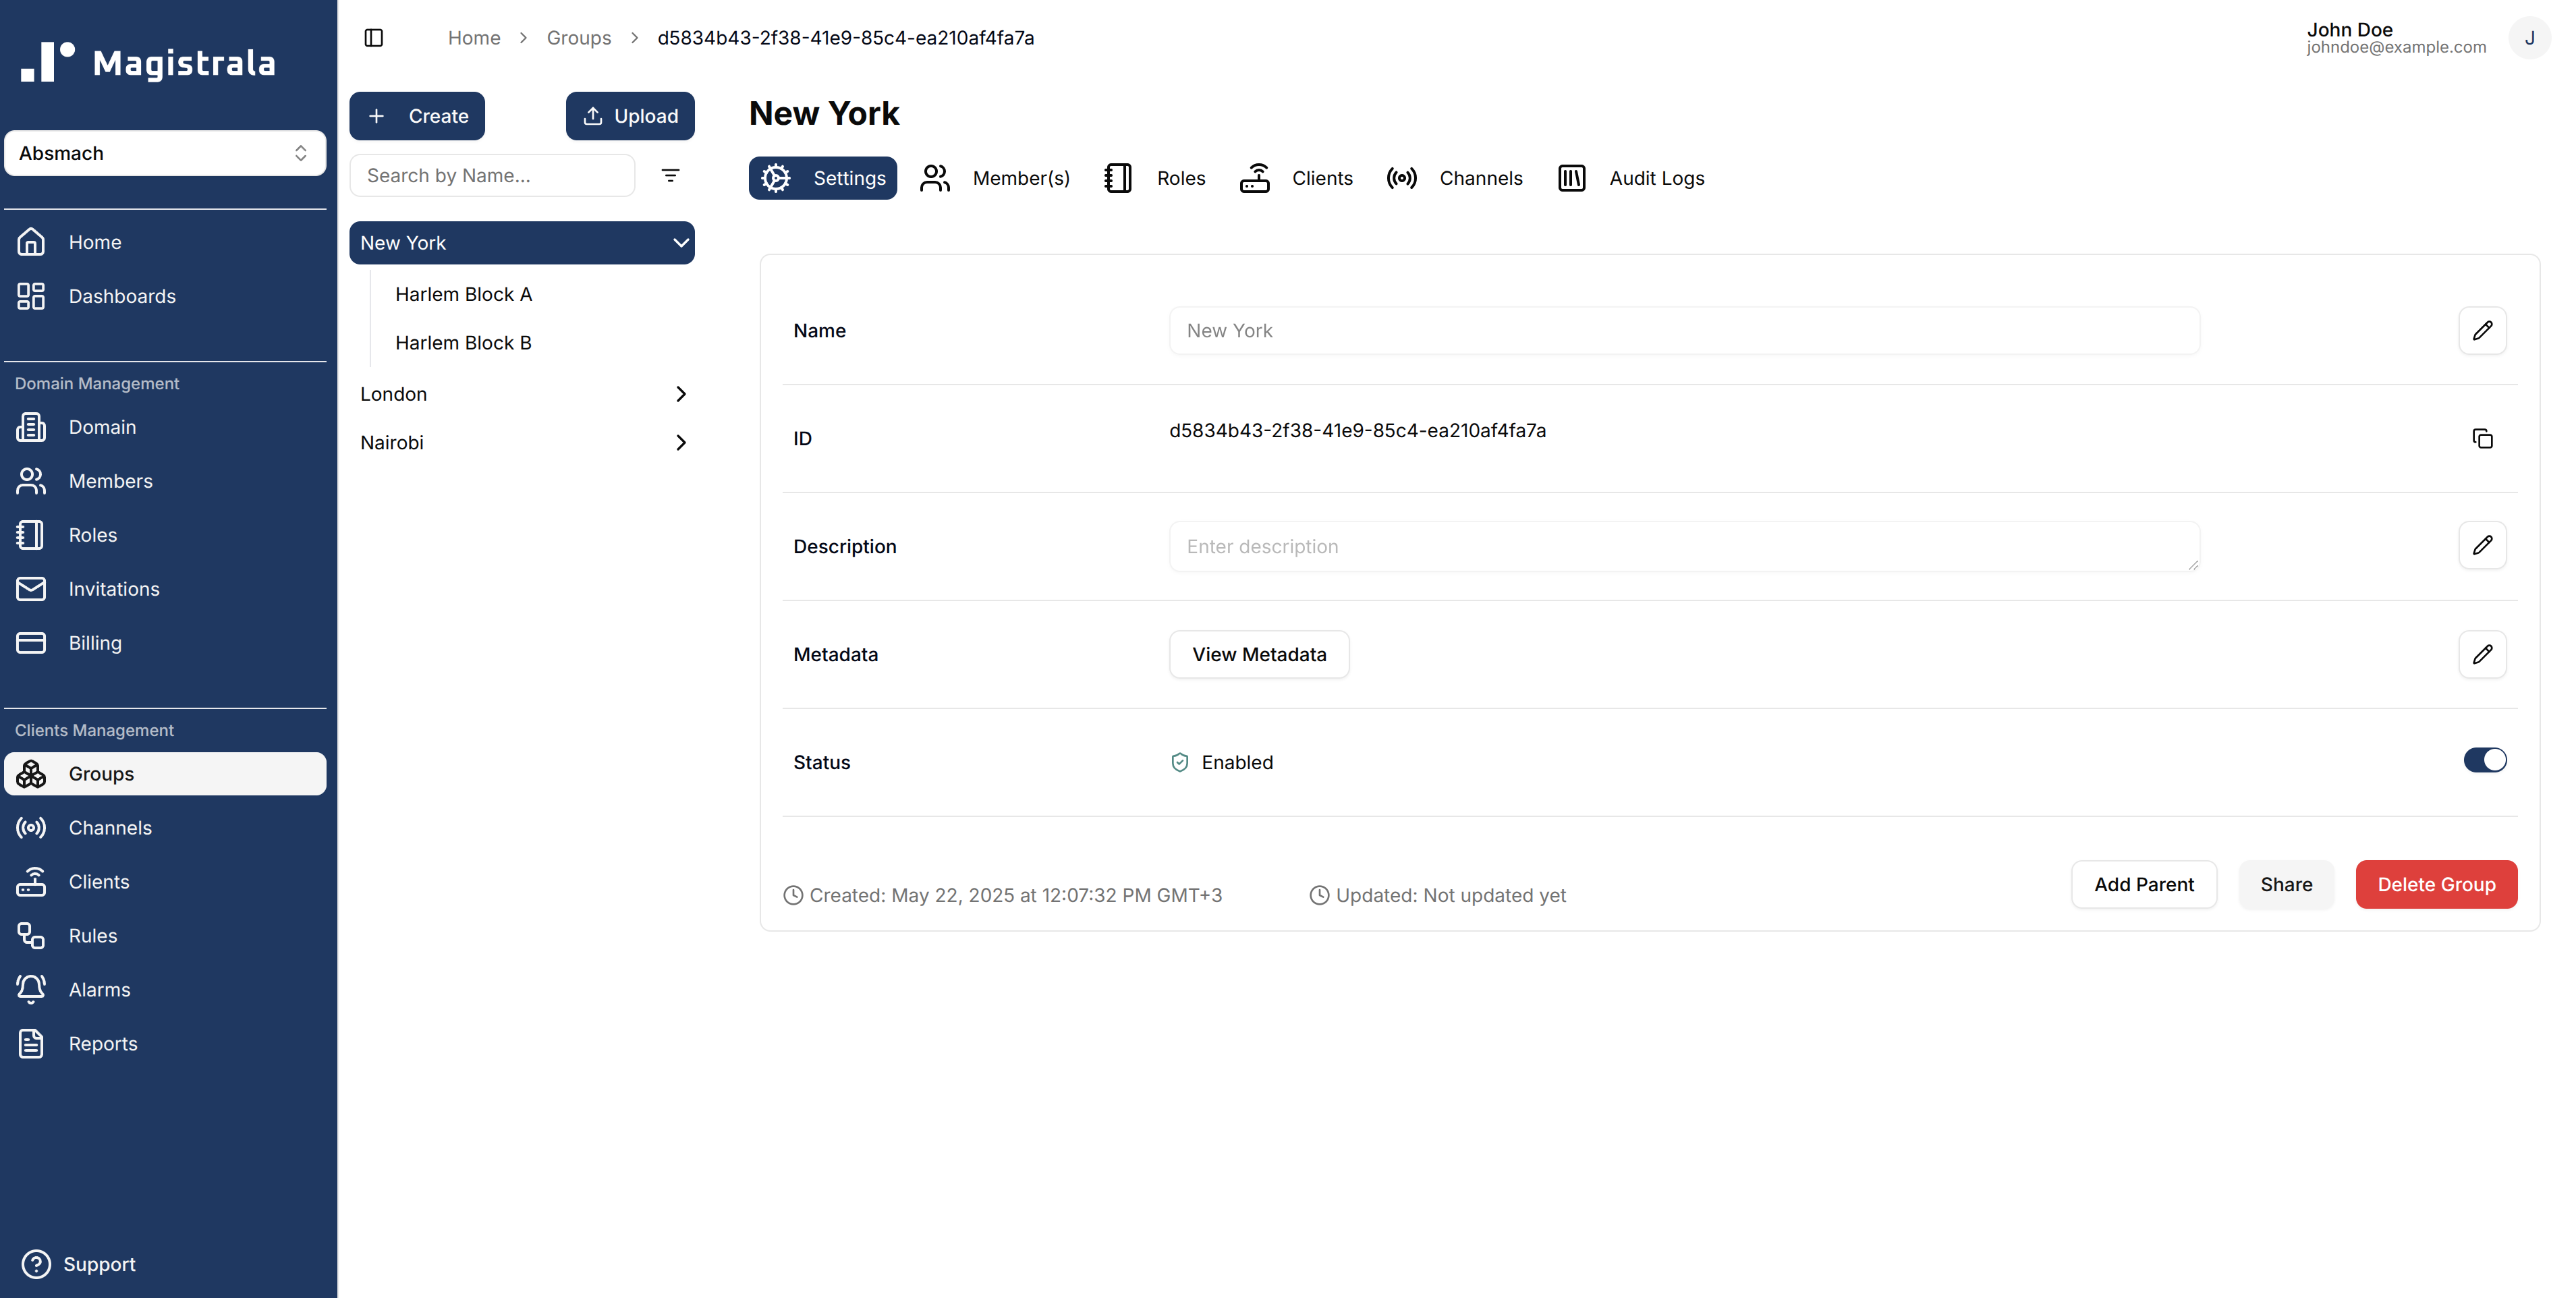 Magistrala
Absmach
Home
Dashboards
Domain Management
Domain
Members
Roles
Invitations
Billing
Clients Management
Groups
Channels
Clients
Rules
Alarms
Reports
Support
Home > Groups > d5834b43-2f38-41e9-85c4-ea210af4fa7a
John Doe
johndoe@example.com
J
Create
Upload
Search by Name...
New York
Harlem Block A
Harlem Block B
London
Nairobi
New York
Settings Member(s) Roles Clients Channels Audit Logs
Name New York
ID d5834b43-2f38-41e9-85c4-ea210af4fa7a
Description Enter description
Metadata View Metadata
Status Enabled
Created: May 22, 2025 at 12:07:32 PM GMT+3 Updated: Not updated yet
Add Parent Share Delete Group